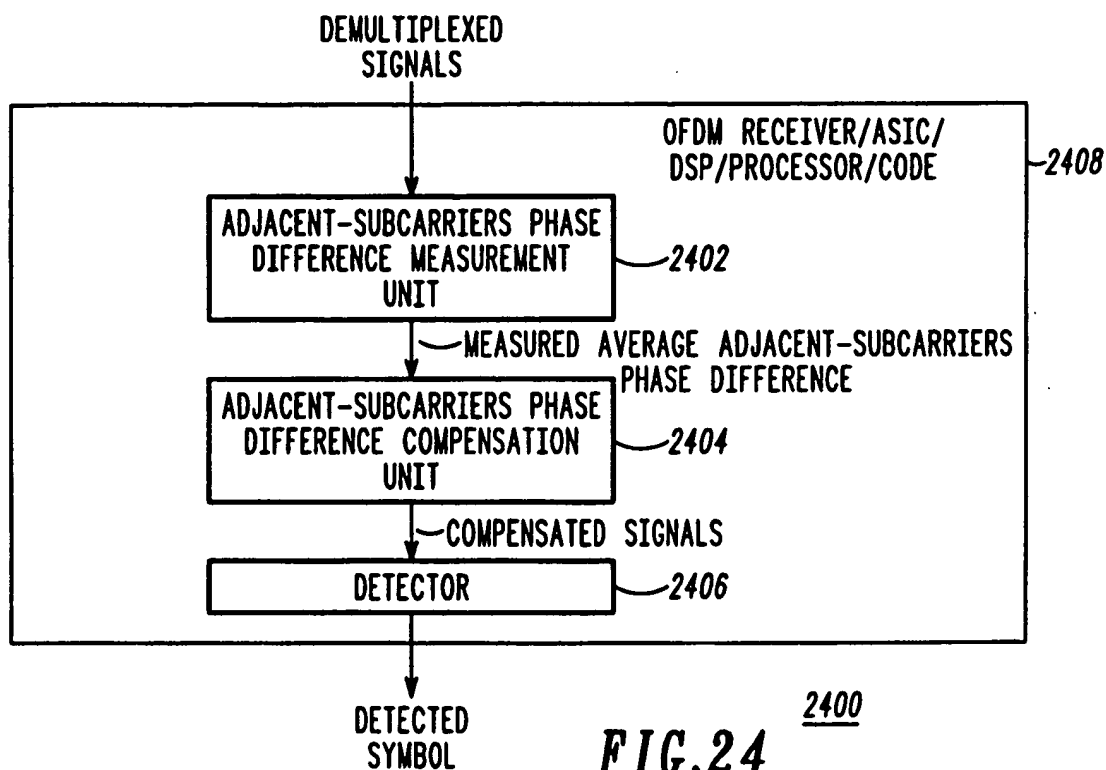 DEMULTIPLEXED
SIGNALS
OFDM RECEIVER/ASIC/
DSP/PROCESSOR/CODE
2408
ADJACENT-SUBCARRIERS PHASE
DIFFERENCE MEASUREMENT
UNIT
2402
MEASURED AVERAGE ADJACENT-SUBCARRIERS
PHASE DIFFERENCE
ADJACENT-SUBCARRIERS PHASE
DIFFERENCE COMPENSATION
UNIT
2404
COMPENSATED SIGNALS
DETECTOR
2406
DETECTED
SYMBOL
2400
FIG.24